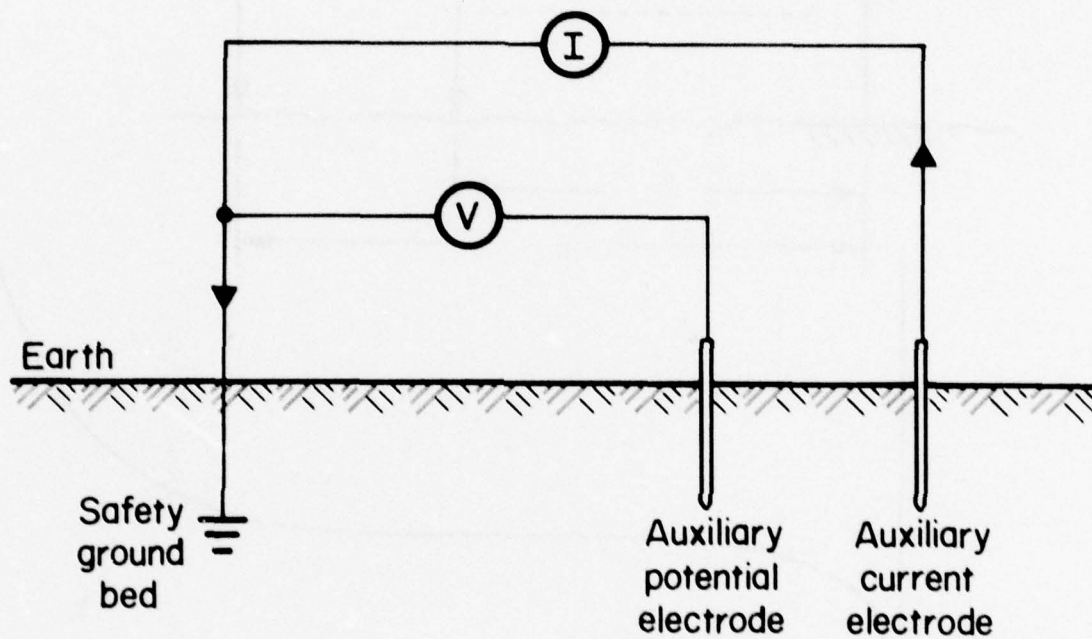 I
V
Earth
Safety
ground
bed
Auxiliary
potential
electrode
Auxiliary
current
electrode